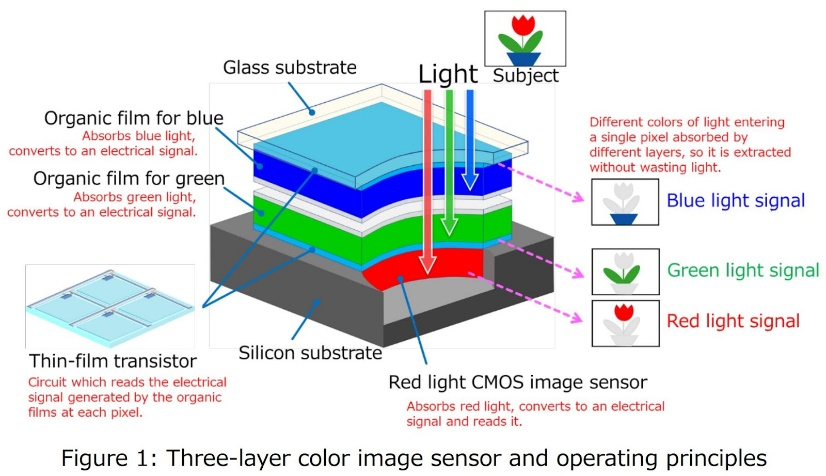 Glass substrate
Light
Subject
Organic film for blue
Absorbs blue light,
converts to an electrical signal.
Organic film for green
Absorbs green light,
converts to an electrical signal.
Different colors of light entering
a single pixel absorbed by
different layers, so it is extracted
without wasting light.
Blue light signal
Green light signal
Red light signal
Thin-film transistor
Circuit which reads the electrical
signal generated by the organic
films at each pixel.
Silicon substrate
Red light CMOS image sensor
Absorbs red light, converts to an electrical
signal and reads it.
Figure 1: Three-layer color image sensor and operating principles